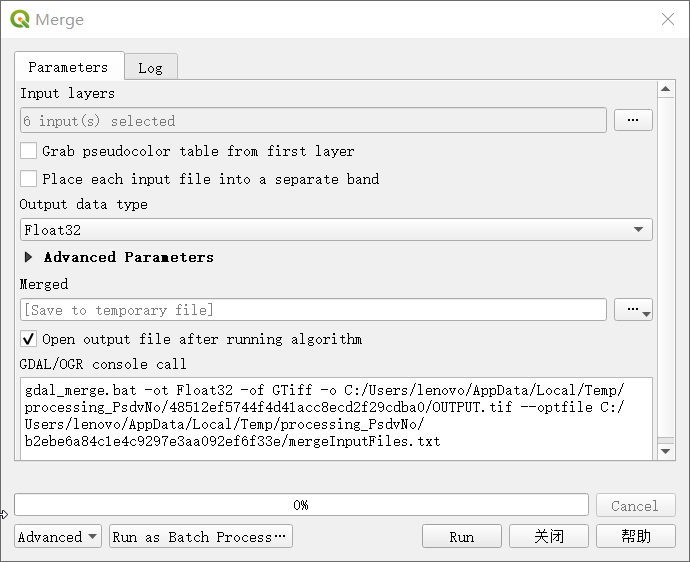 Merge
Parameters
Log
Input layers
6 input(s) selected
...
Grab pseudocolor table from first layer
Place each input file into a separate band
Output data type
Float32
Advanced Parameters
Merged
[Save to temporary file]
...
Open output file after running algorithm
GDAL/OGR console call
gdal_merge.bat -ot Float32 -of GTiff -o C:/Users/lenovo/AppData/Local/Temp/
processing_PsdvNo/48512ef5744f4d41acc8ecd2f29cdba0/OUTPUT.tif --optfile C:/
Users/lenovo/AppData/Local/Temp/processing_PsdvNo/
b2ebe6a84c1e4c9297e3aa092ef6f33e/mergeInputFiles.txt
0%
Cancel
Advanced
Run as Batch Process…
Run
关闭
帮助